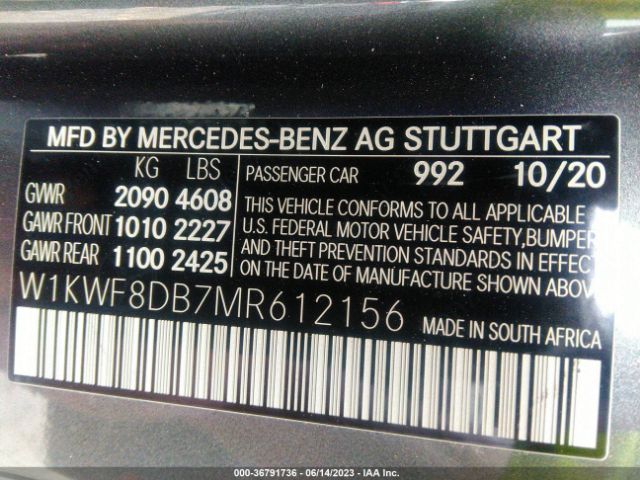 MFD BY MERCEDES-BENZ AG STUTTGART
KG LBS
GVWR 2090 4608
GAWR FRONT 1010 2227
GAWR REAR 1100 2425
PASSENGER CAR 992 10/20
THIS VEHICLE CONFORMS TO ALL APPLICABLE
U.S. FEDERAL MOTOR VEHICLE SAFETY, BUMPER
AND THEFT PREVENTION STANDARDS IN EFFECT
ON THE DATE OF MANUFACTURE SHOWN ABOVE
W1KWF8DB7MR612156 MADE IN SOUTH AFRICA
000-36791736 - 06/14/2023 - IAA Inc.